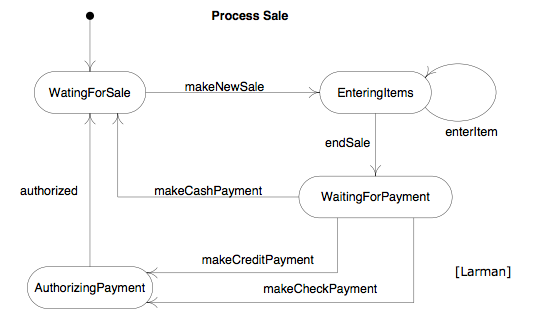 Process Sale
WatingForSale
makeNewSale
EnteringItems
enterItem
endSale
authorized
makeCashPayment
WaitingForPayment
makeCreditPayment
[Larman]
AuthorizingPayment
makeCheckPayment